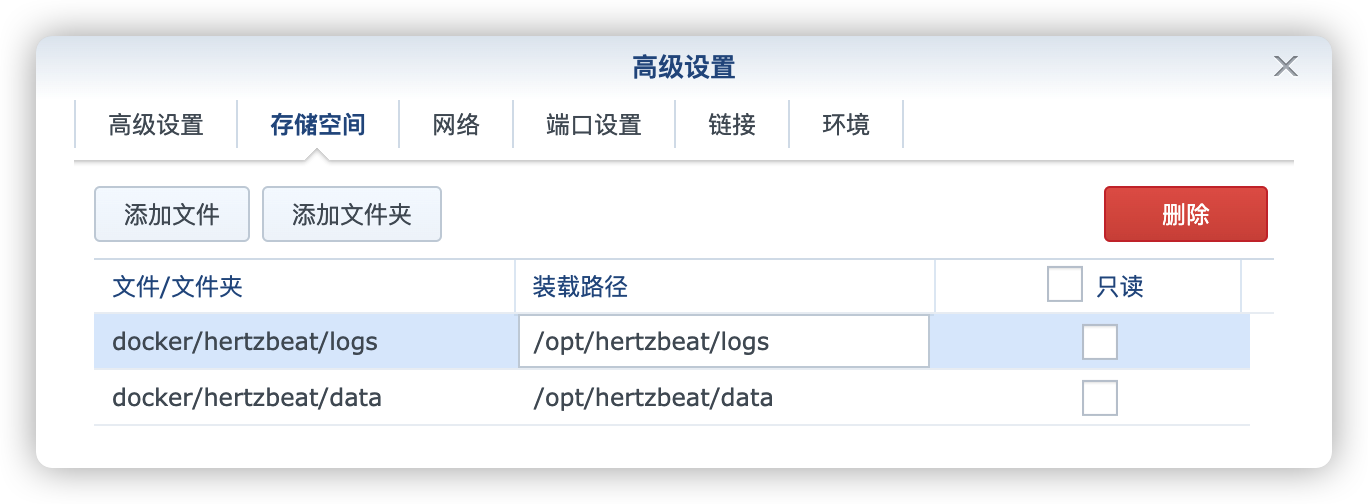 高级设置
高级设置 存储空间 网络 端口设置 链接 环境
添加文件 添加文件夹 删除
文件/文件夹 装载路径 只读
docker/hertzbeat/logs /opt/hertzbeat/logs
docker/hertzbeat/data /opt/hertzbeat/data